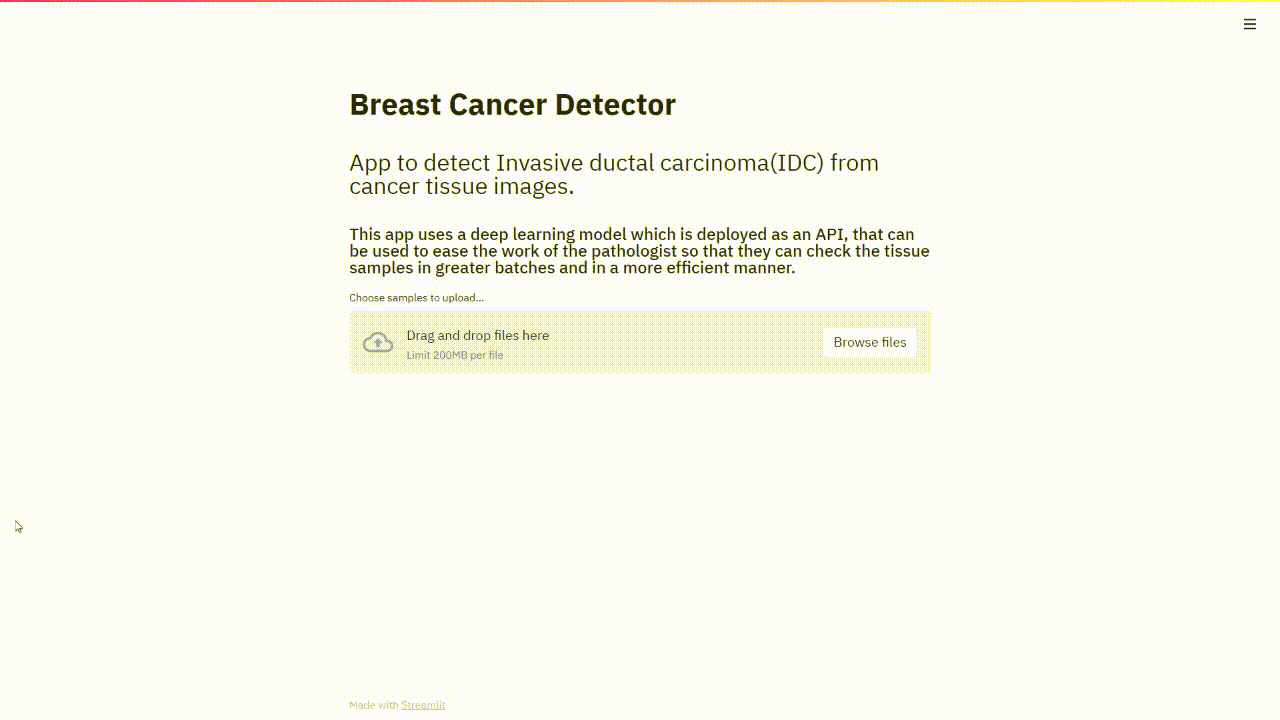 Breast Cancer Detector
App to detect Invasive ductal carcinoma(IDC) from
cancer tissue images.
This app uses a deep learning model which is deployed as an API, that can
be used to ease the work of the pathologist so that they can check the tissue
samples in greater batches and in a more efficient manner.
Choose samples to upload...
Drag and drop files here
Limit 200MB per file
Browse files
Made with Streamlit